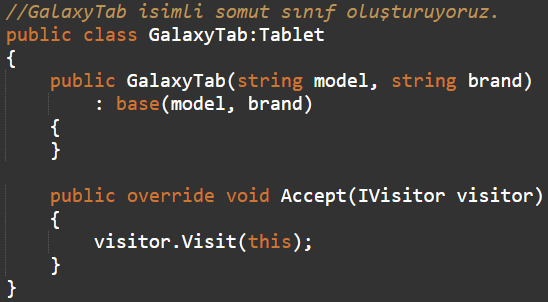 //GalaxyTab isimli somut sınıf oluşturuyoruz.
public class GalaxyTab:Tablet
{
    public GalaxyTab(string model, string brand)
        : base(model, brand)
    {
    }

    public override void Accept(IVisitor visitor)
    {
        visitor.Visit(this);
    }
}